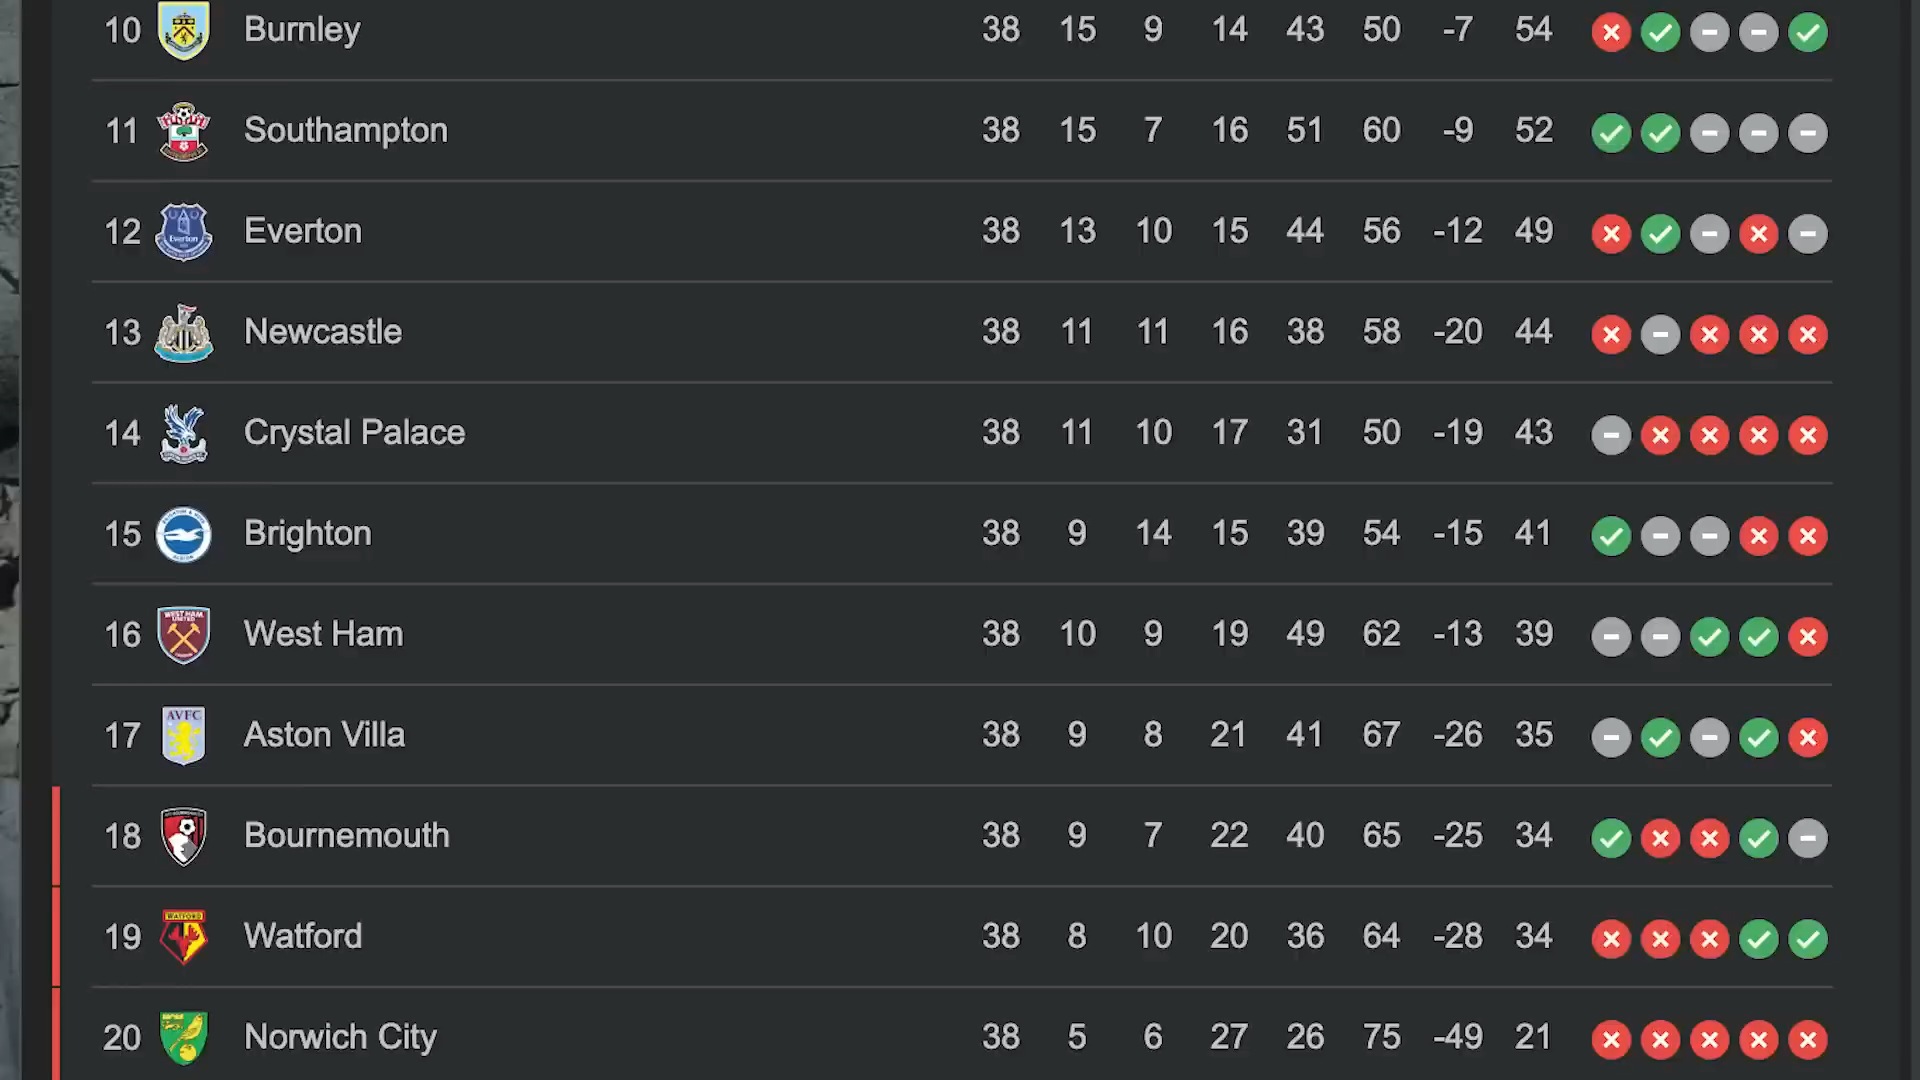 10 Burnley 38 15 9 14 43 50 -7 54
11 Southampton 38 15 7 16 51 60 -9 52
12 Everton 38 13 10 15 44 56 -12 49
13 Newcastle 38 11 11 16 38 58 -20 44
14 Crystal Palace 38 11 10 17 31 50 -19 43
15 Brighton 38 9 14 15 39 54 -15 41
WEST HAM
UNITED
16 West Ham 38 10 9 19 49 62 -13 39
AVFC
17 Aston Villa 38 9 8 21 41 67 -26 35
18 Bournemouth 38 9 7 22 40 65 -25 34
WATFORD
19 Watford 38 8 10 20 36 64 -28 34
20 Norwich City 38 5 6 27 26 75 -49 21